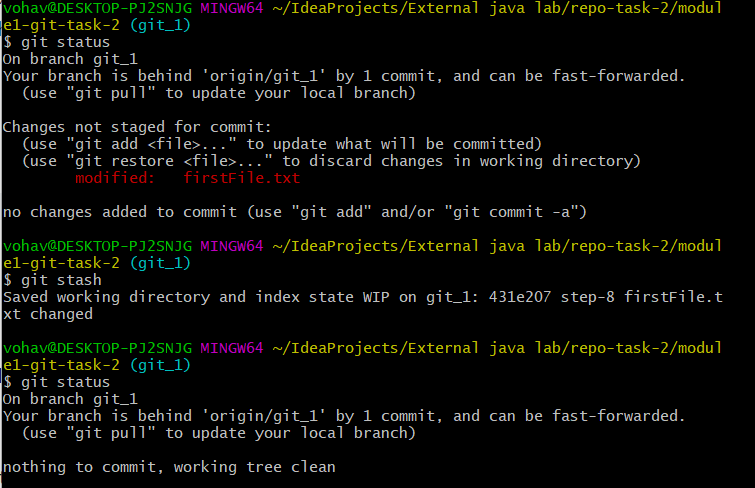 vohav@DESKTOP-PJ2SNJG MINGW64 ~/IdeaProjects/External java lab/repo-task-2/modul
e1-git-task-2 (git_1)
$ git status
On branch git_1
Your branch is behind 'origin/git_1' by 1 commit, and can be fast-forwarded.
  (use "git pull" to update your local branch)

Changes not staged for commit:
  (use "git add <file>..." to update what will be committed)
  (use "git restore <file>..." to discard changes in working directory)
        modified:   firstFile.txt

no changes added to commit (use "git add" and/or "git commit -a")

vohav@DESKTOP-PJ2SNJG MINGW64 ~/IdeaProjects/External java lab/repo-task-2/modul
e1-git-task-2 (git_1)
$ git stash
Saved working directory and index state WIP on git_1: 431e207 step-8 firstFile.t
xt changed

vohav@DESKTOP-PJ2SNJG MINGW64 ~/IdeaProjects/External java lab/repo-task-2/modul
e1-git-task-2 (git_1)
$ git status
On branch git_1
Your branch is behind 'origin/git_1' by 1 commit, and can be fast-forwarded.
  (use "git pull" to update your local branch)

nothing to commit, working tree clean